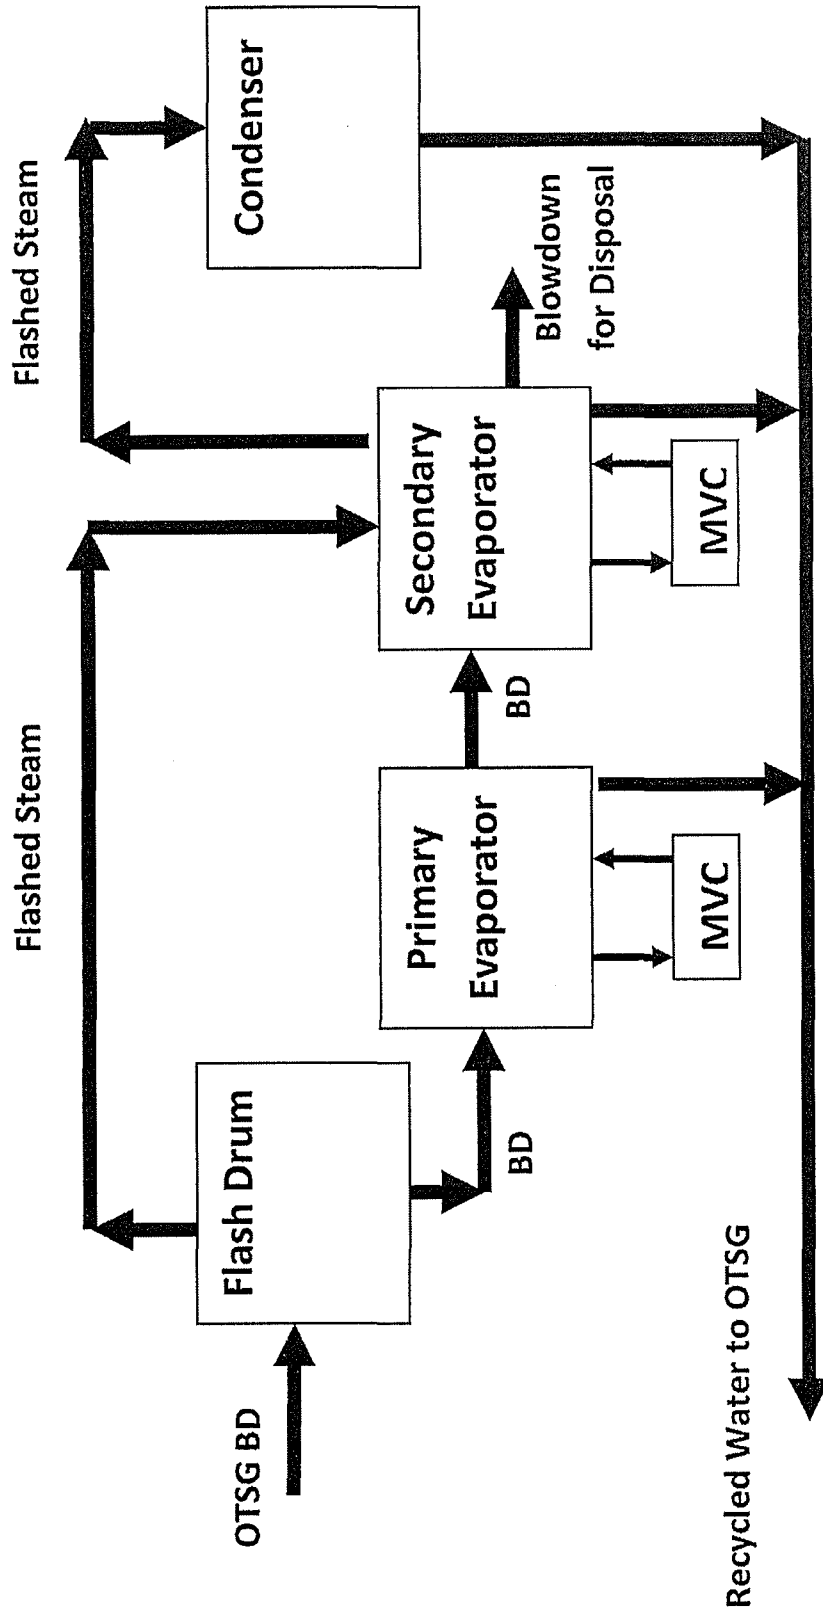 Flashed Steam
Flashed Steam
Flash Drum
Condenser
OTSG BD
BD
Primary
Evaporator
BD
Secondary
Evaporator
Blowdown
for Disposal
MVC
MVC
Recycled Water to OTSG